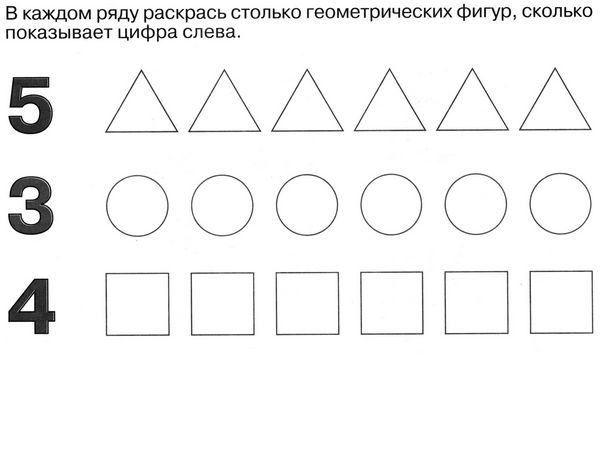 В каждом ряду раскрась столько геометрических фигур, сколько
показывает цифра слева.
5
3
4